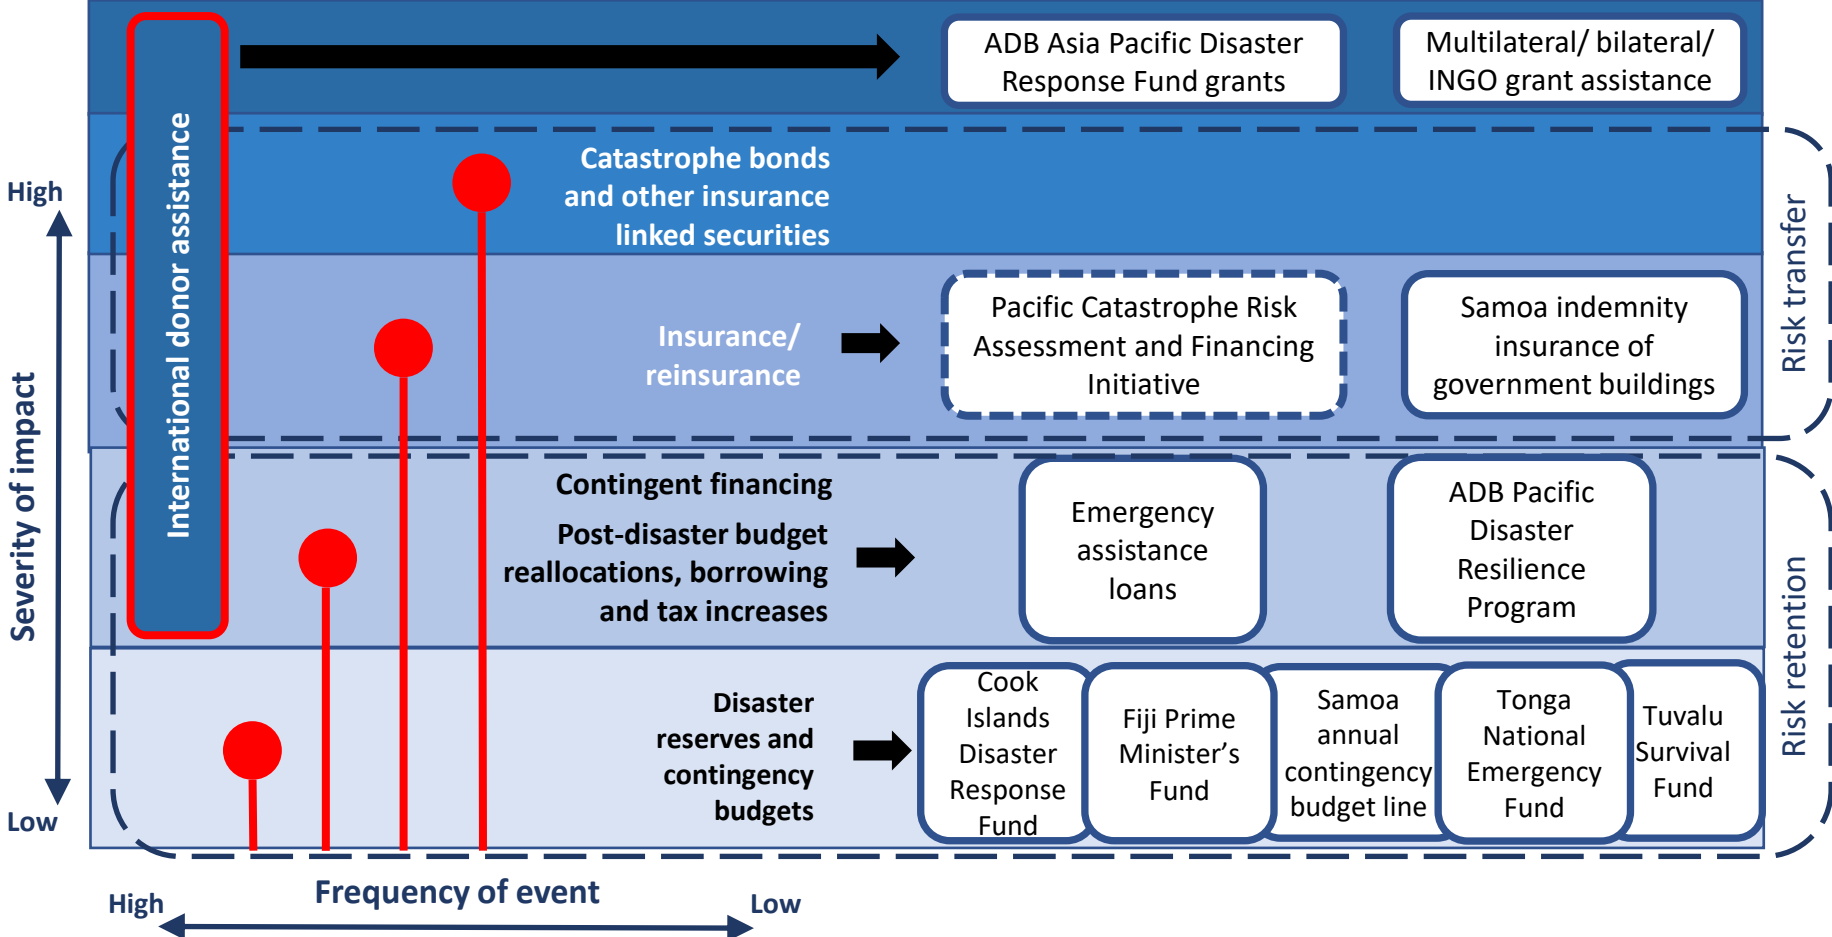 ADB Asia Pacific Disaster
Response Fund grants
Multilateral/ bilateral/
INGO grant assistance
International donor assistance
Catastrophe bonds
and other insurance
linked securities
Risk transfer
High
Severity of impact
Low
Insurance/
reinsurance
Pacific Catastrophe Risk
Assessment and Financing
Initiative
Samoa indemnity
insurance of
government buildings
Contingent financing
Post-disaster budget
reallocations, borrowing
and tax increases
Emergency
assistance
loans
ADB Pacific
Disaster
Resilience
Program
Risk retention
Disaster
reserves and
contingency
budgets
Cook
Islands
Disaster
Response
Fund
Fiji Prime
Minister’s
Fund
Samoa
annual
contingency
budget line
Tonga
National
Emergency
Fund
Tuvalu
Survival
Fund
High
Frequency of event
Low